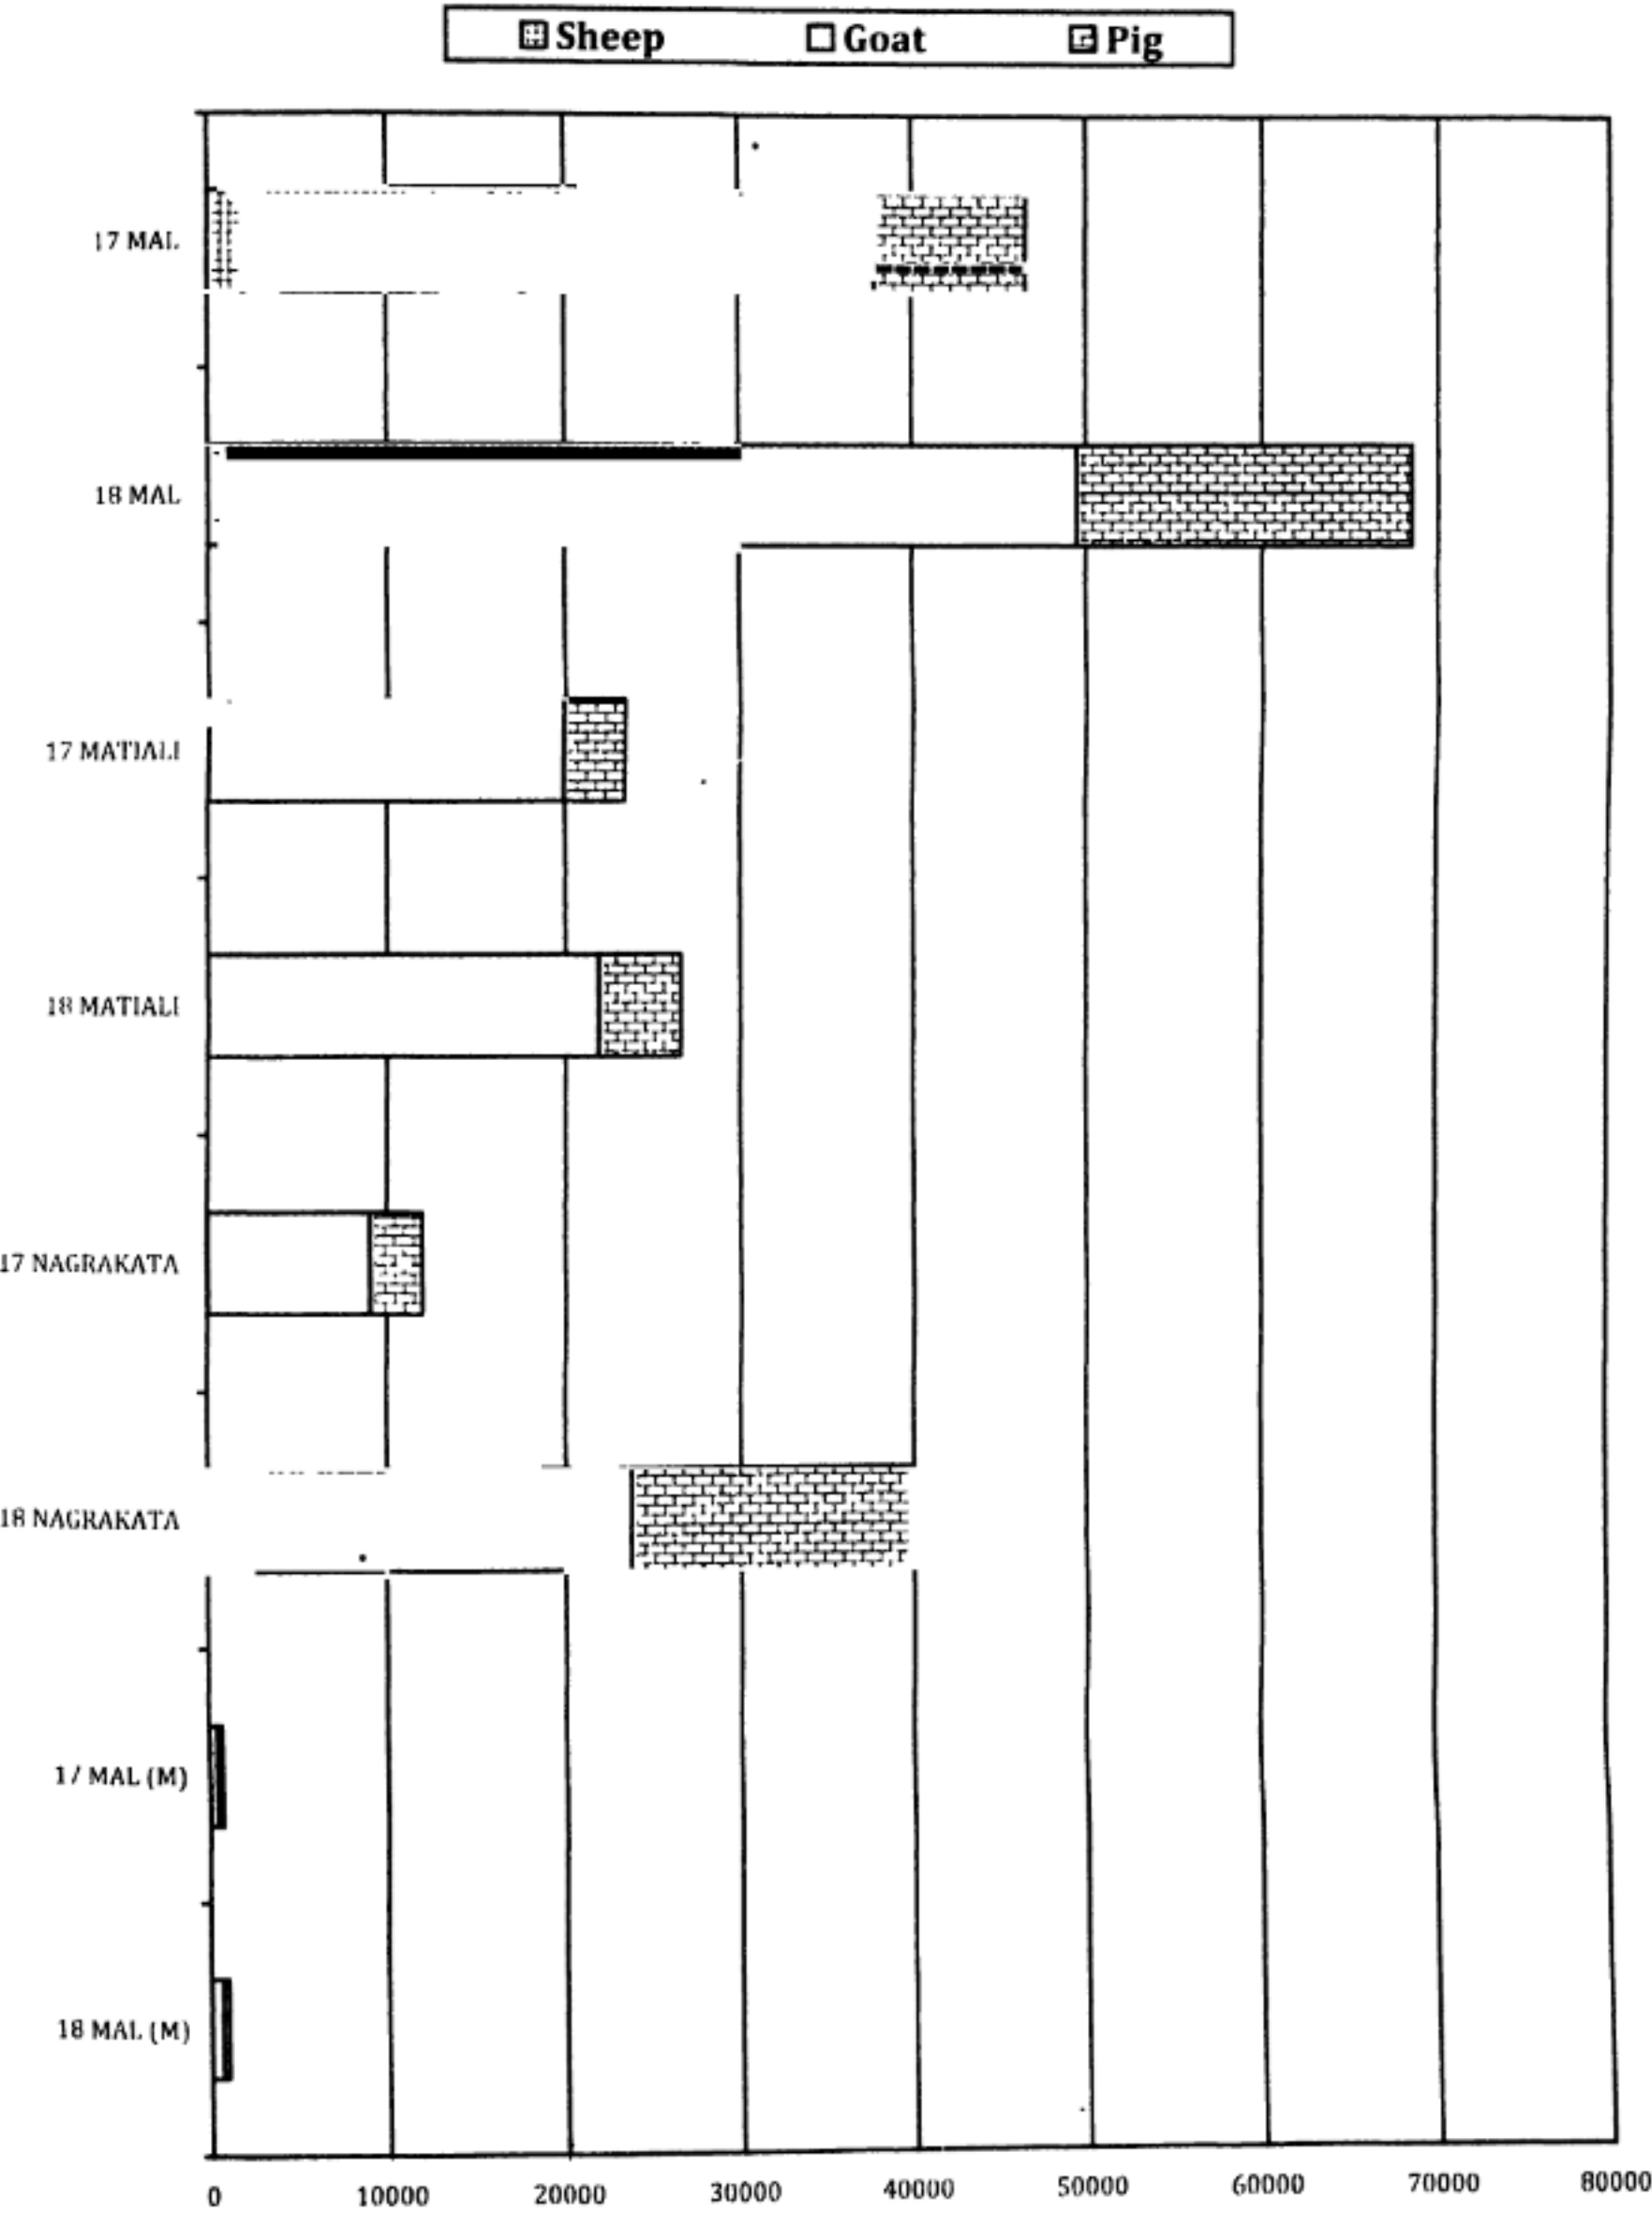 Sheep Goat Pig
17 MAL
18 MAL
17 MATIALI
18 MATIALI
17 NAGRAKATA
18 NAGRAKATA
17 MAL (M)
18 MAL (M)
0 10000 20000 30000 40000 50000 60000 70000 80000